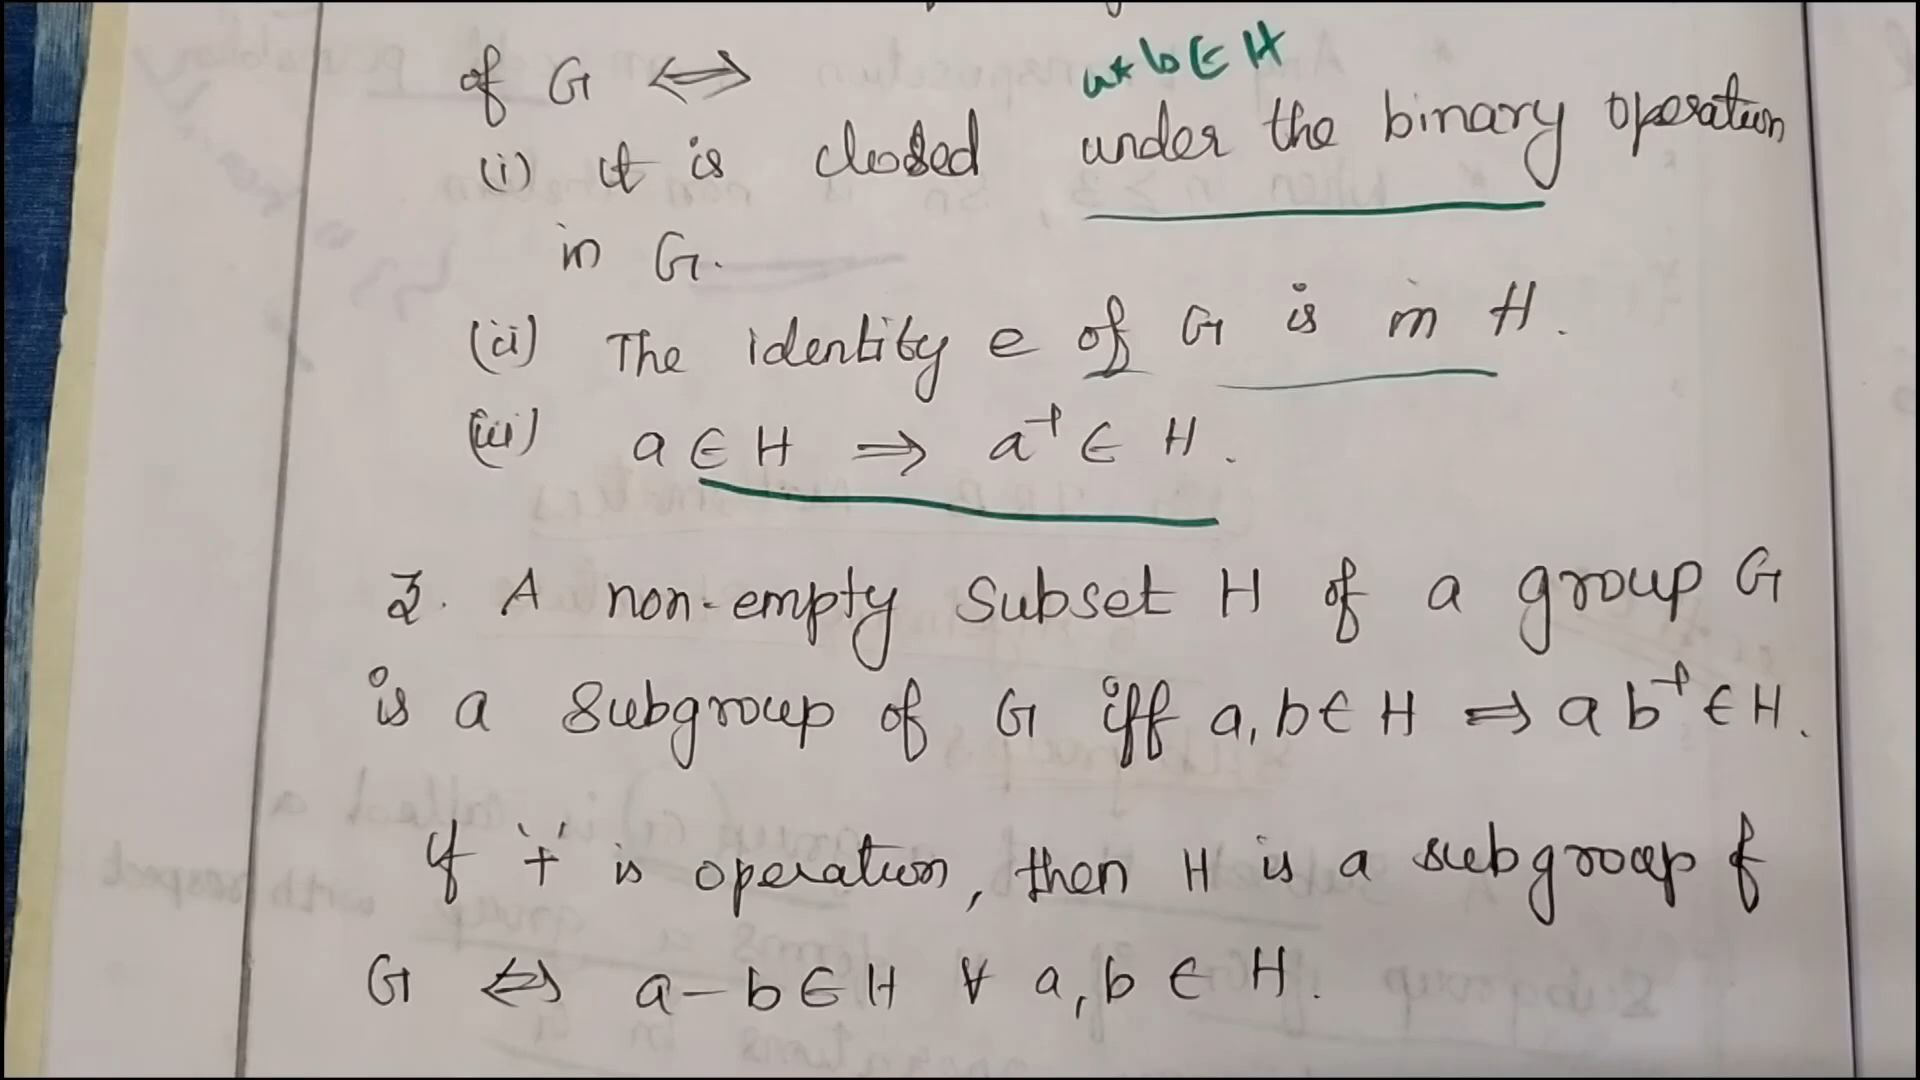 a*b∈H
of G ⇔
(i) it is closed under the binary operation
in G.
(ii) The identity e of G is in H.
(iii) a∈H ⇒ a⁻¹∈ H.
2. A non-empty subset H of a group G
is a subgroup of G iff a, b∈ H ⇒ ab⁻¹∈H.
If '+' is operation, then H is a subgroup of
G ⇔ a-b∈H ∀ a,b ∈ H.